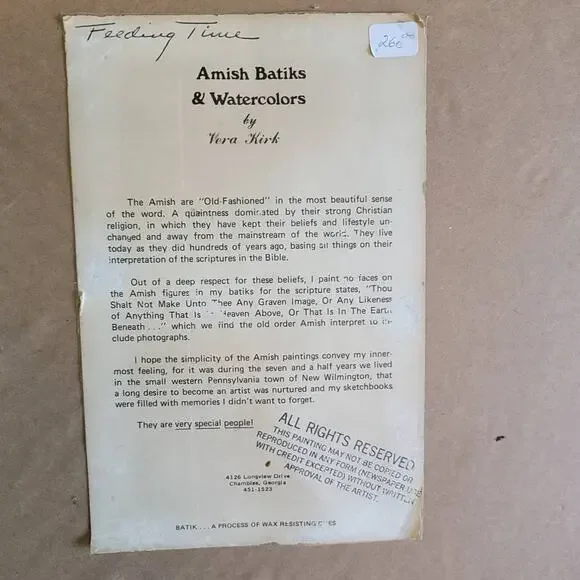 Feeding Time
266 00
Amish Batiks
& Watercolors
by
Vera Kirk
The Amish are "Old-Fashioned" in the most beautiful sense
of the word. A quaintness dominated by their strong Christian
religion, in which they have kept their beliefs and lifestyle un-
changed and away from the mainstream of the world. They live
today as they did hundreds of years ago, basing all things on their
interpretation of the scriptures in the Bible.
Out of a deep respect for these beliefs, I paint no faces on
the Amish figures in my batiks for the scripture states, "Thou
Shalt Not Make Unto Thee Any Graven Image, Or Any Likeness
of Anything That Is In Heaven Above, Or That Is In The Earth
Beneath . . ." which we find the old order Amish interpret to in-
clude photographs.
I hope the simplicity of the Amish paintings convey my inner-
most feeling, for it was during the seven and a half years we lived
in the small western Pennsylvania town of New Wilmington, that
a long desire to become an artist was nurtured and my sketchbooks
were filled with memories I didn't want to forget.
They are very special people!
ALL RIGHTS RESERVED
THIS PAINTING MAY NOT BE COPIED OR
REPRODUCED IN ANY FORM (NEWSPAPER USE
WITH CREDIT EXCEPTED) WITHOUT WRITTEN
APPROVAL OF THE ARTIST.
4126 Longview Drive
Chamblee, Georgia
451-1523
BATIK . . . A PROCESS OF WAX RESISTING DYES